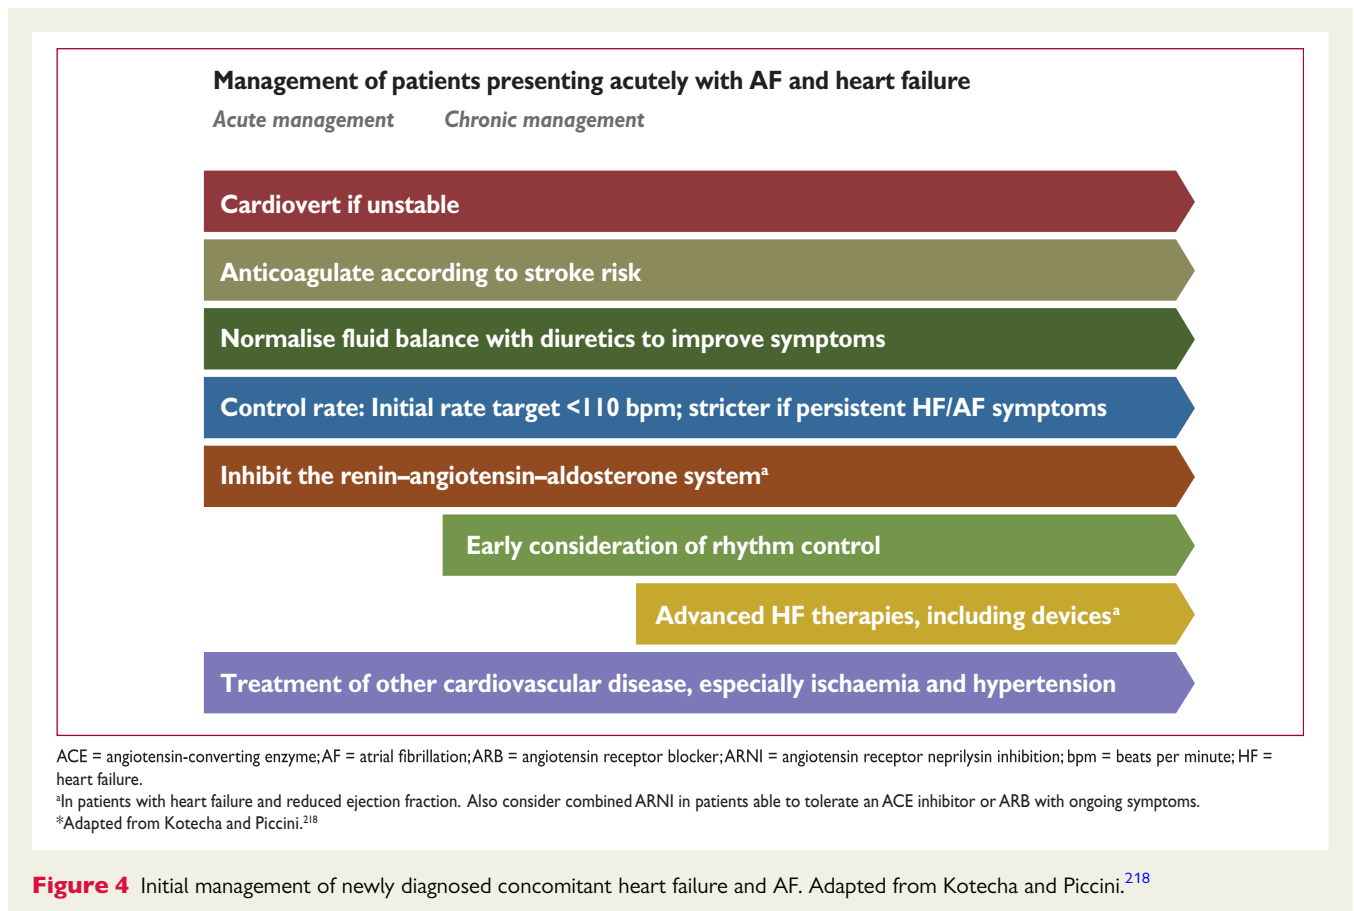 Management of patients presenting acutely with AF and heart failure
Acute management Chronic management
Cardiovert if unstable
Anticoagulate according to stroke risk
Normalise fluid balance with diuretics to improve symptoms
Control rate: Initial rate target <110 bpm; stricter if persistent HF/AF symptoms
Inhibit the renin–angiotensin–aldosterone systemᵃ
Early consideration of rhythm control
Advanced HF therapies, including devicesᵃ
Treatment of other cardiovascular disease, especially ischaemia and hypertension
ACE = angiotensin-converting enzyme; AF = atrial fibrillation; ARB = angiotensin receptor blocker; ARNI = angiotensin receptor neprilysin inhibition; bpm = beats per minute; HF =
heart failure.
ᵃIn patients with heart failure and reduced ejection fraction. Also consider combined ARNI in patients able to tolerate an ACE inhibitor or ARB with ongoing symptoms.
*Adapted from Kotecha and Piccini.²¹⁸
Figure 4 Initial management of newly diagnosed concomitant heart failure and AF. Adapted from Kotecha and Piccini.²¹⁸